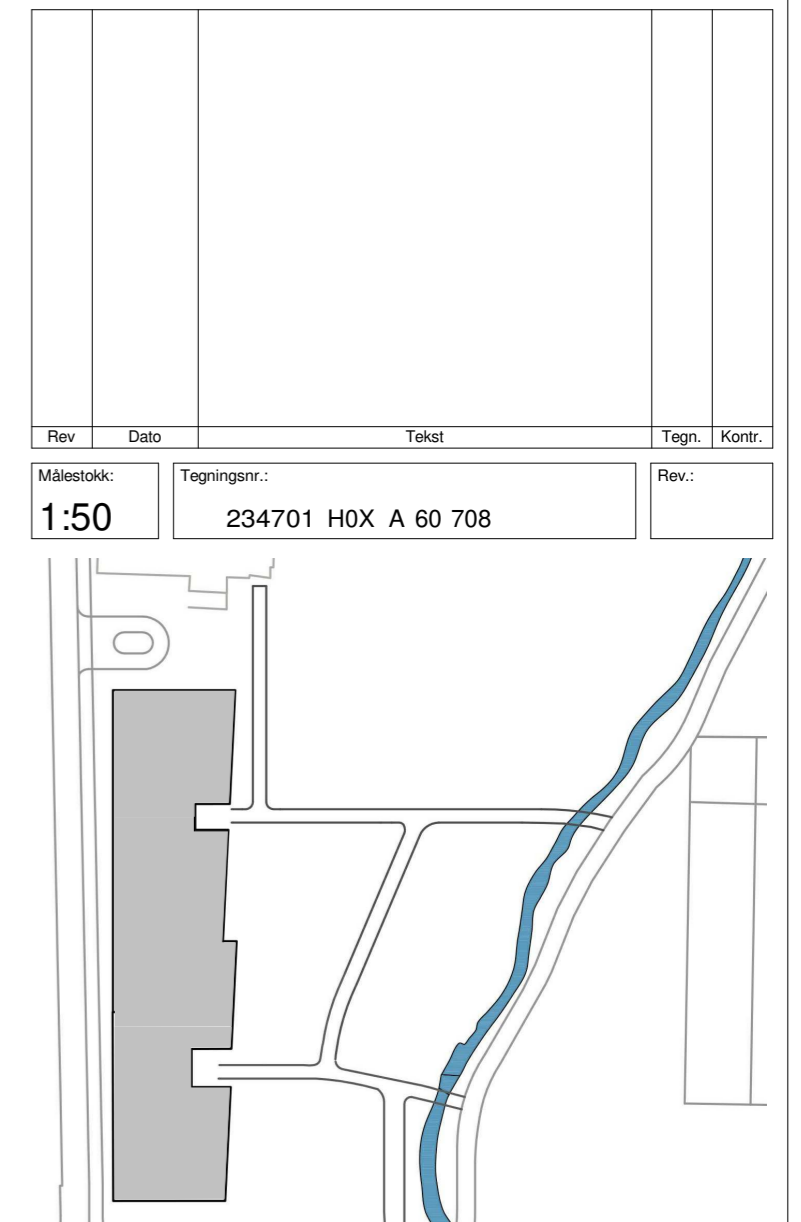 Rev Dato Tekst Tegn. Kontr.
Målestokk: Tegningsnr.: Rev.:
1:50 234701 H0X A 60 708